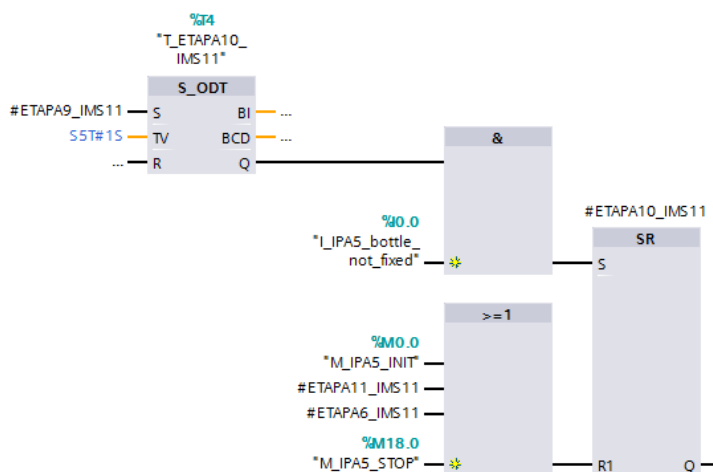 %T4
"T_ETAPA10_
IMS11"
S_ODT
#ETAPA9_IMS11 S BI ...
S5T#1S TV BCD ...
... R Q
&
%I0.0
"I_IPA5_bottle_
not_fixed"
#ETAPA10_IMS11
SR
S
>=1
%M0.0
"M_IPA5_INIT"
#ETAPA11_IMS11
#ETAPA6_IMS11
%M18.0
"M_IPA5_STOP"
R1 Q